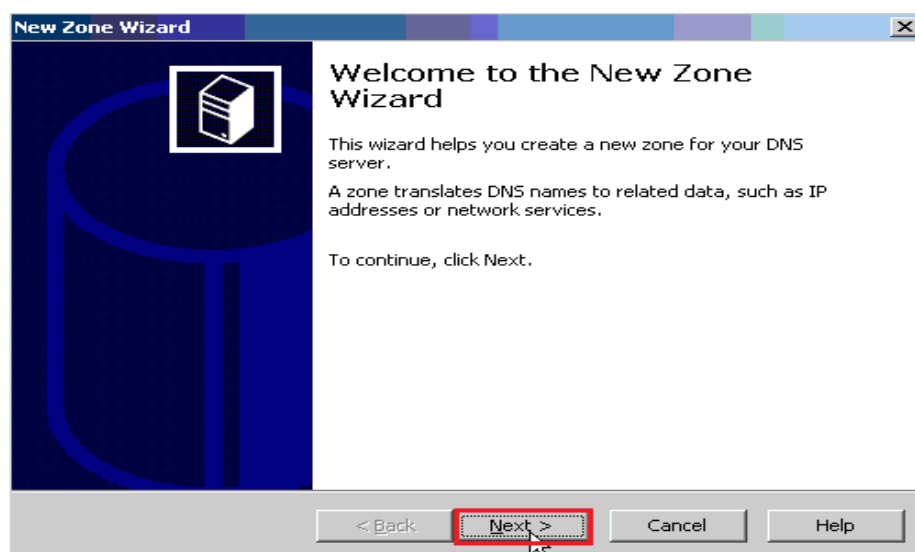 New Zone Wizard
Welcome to the New Zone
Wizard
This wizard helps you create a new zone for your DNS
server.
A zone translates DNS names to related data, such as IP
addresses or network services.
To continue, click Next.
< Back Next > Cancel Help